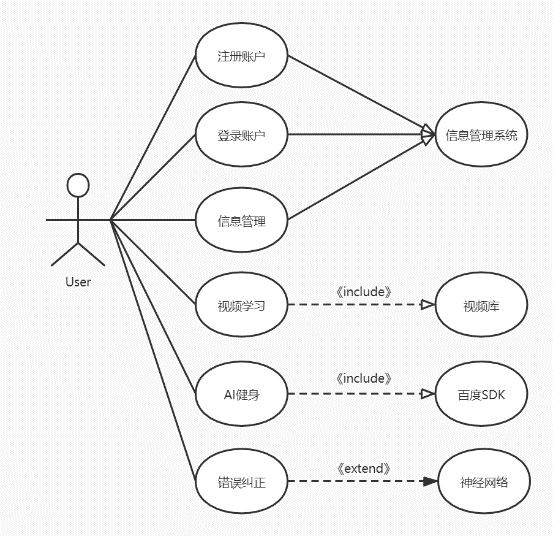 注册账户
登录账户
信息管理系统
信息管理
User
视频学习
《include》
视频库
AI健身
《include》
百度SDK
错误纠正
《extend》
神经网络